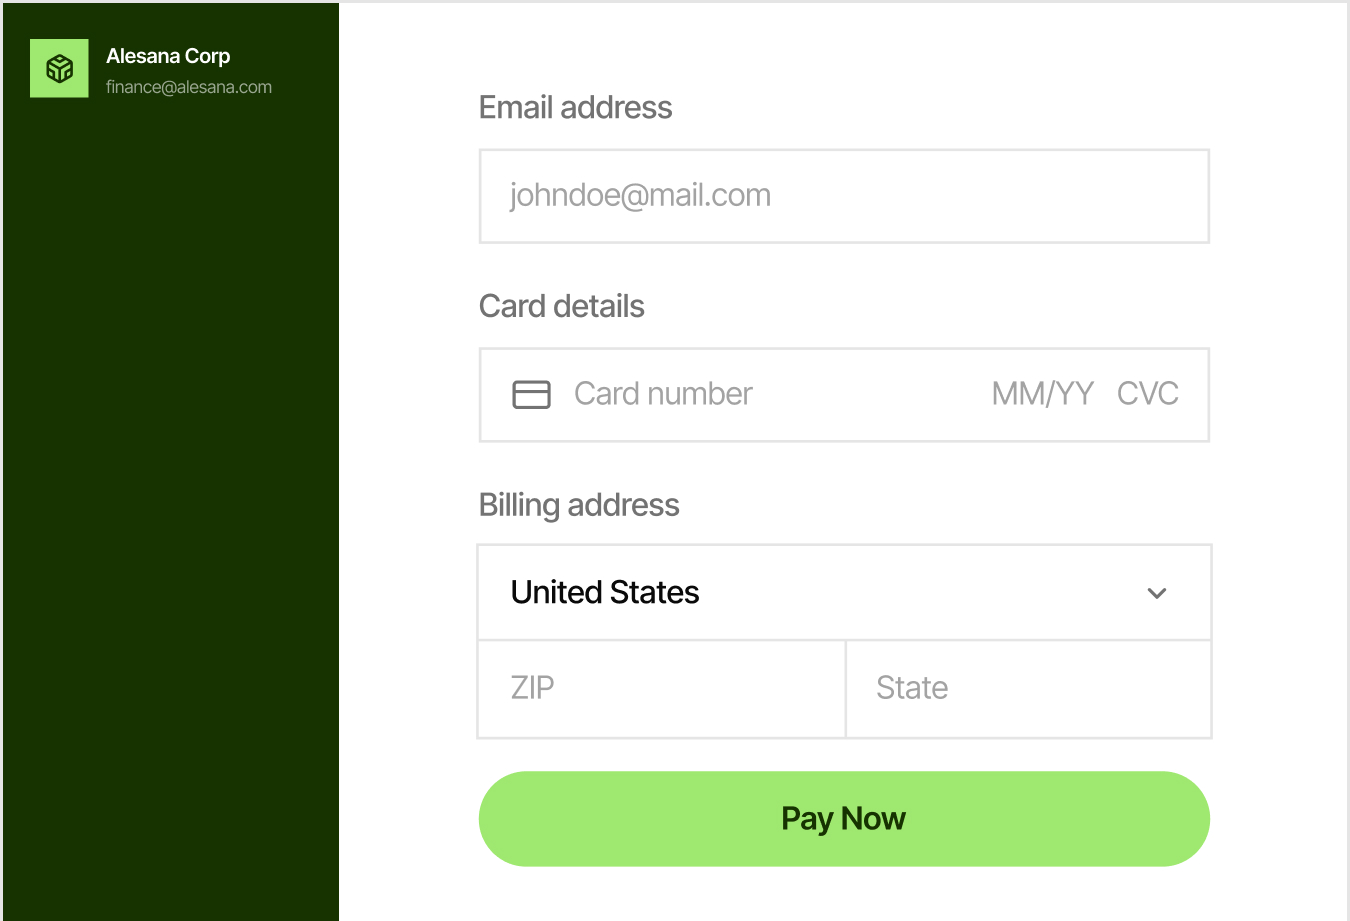 Alesana Corp
finance@alesana.com
Email address
johndoe@mail.com
Card details
Card number MM/YY CVC
Billing address
United States
ZIP State
Pay Now